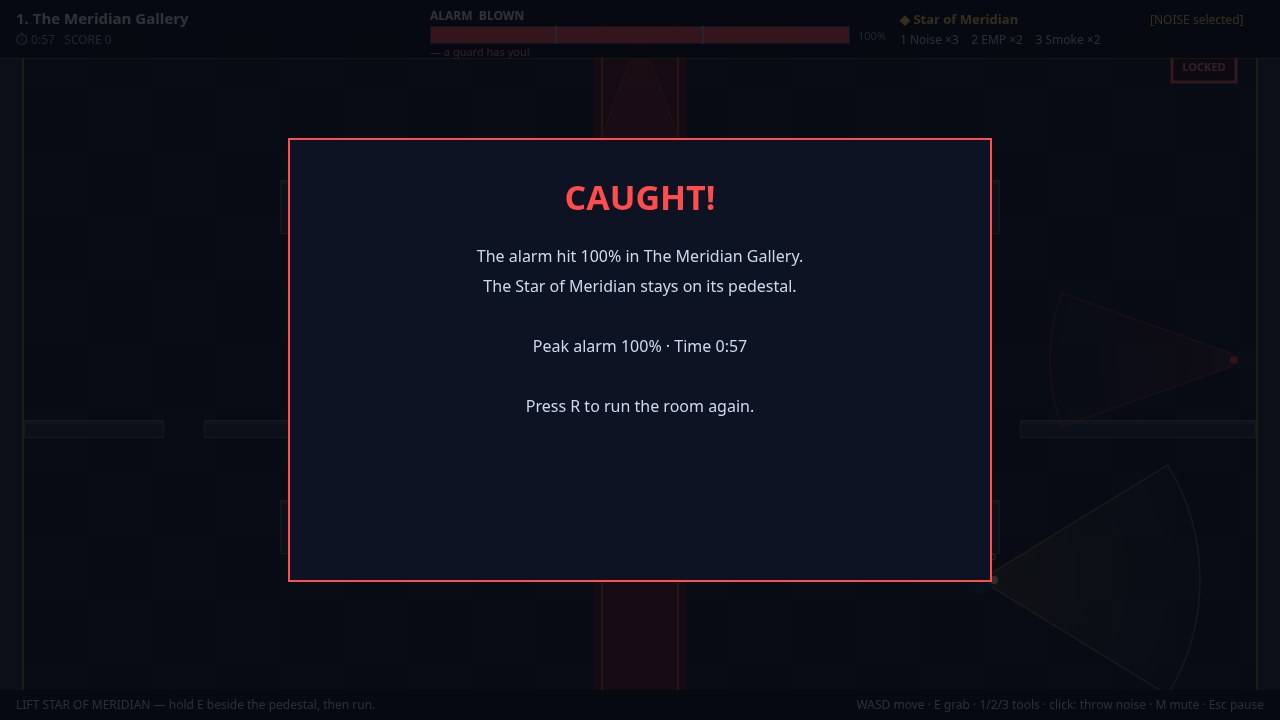 1. The Meridian Gallery
ALARM BLOWN
◆ Star of Meridian
[NOISE selected]
⏱ 0:57 SCORE 0
100%
1 Noise ×3 2 EMP ×2 3 Smoke ×2
— a guard has you!
LOCKED
CAUGHT!
The alarm hit 100% in The Meridian Gallery.
The Star of Meridian stays on its pedestal.
Peak alarm 100% · Time 0:57
Press R to run the room again.
LIFT STAR OF MERIDIAN — hold E beside the pedestal, then run.
WASD move · E grab · 1/2/3 tools · click: throw noise · M mute · Esc pause